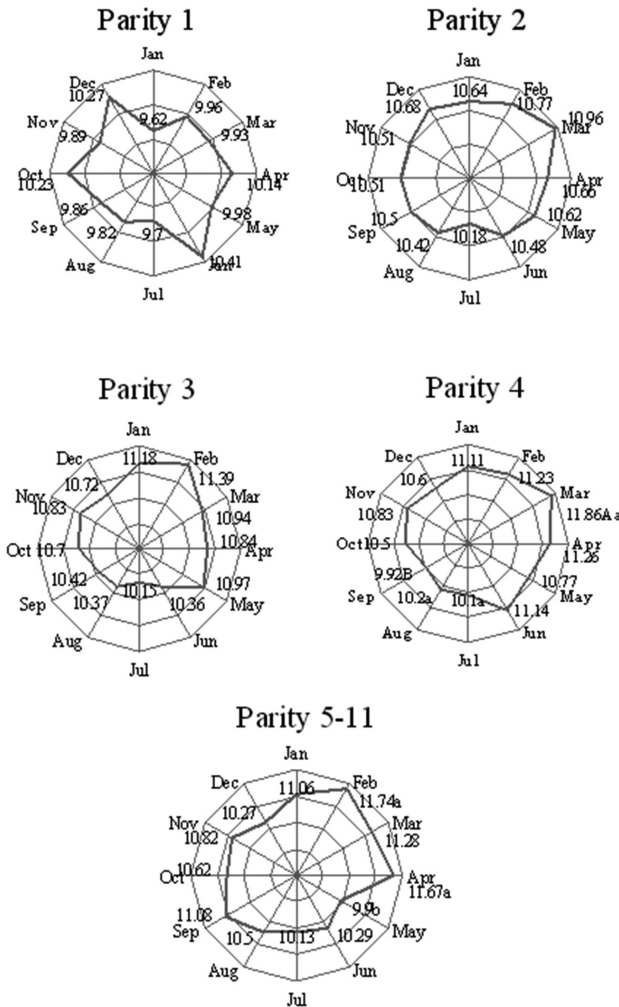 Parity 1
Jan
Feb
Mar
Apr
May
Jun
Jul
Aug
Sep
Oct
Nov
Dec
9.62
9.96
9.93
10.14
9.98
10.41
9.7
9.82
9.86
10.23
9.89
10.27
Parity 2
Jan
Feb
Mar
Apr
May
Jun
Jul
Aug
Sep
Oct
Nov
Dec
10.64
10.77
10.96
10.66
10.62
10.48
10.18
10.42
10.5
10.51
10.51
10.68
Parity 3
Jan
Feb
Mar
Apr
May
Jun
Jul
Aug
Sep
Oct
Nov
Dec
11.18
11.39
10.94
10.84
10.97
10.36
10.15
10.37
10.42
10.7
10.83
10.72
Parity 4
Jan
Feb
Mar
Apr
May
Jun
Jul
Aug
Sep
Oct
Nov
Dec
11.11
11.23
11.86Aa
11.26
10.77
11.14
10.1a
10.2a
9.92B
10.5
10.83
10.6
Parity 5-11
Jan
Feb
Mar
Apr
May
Jun
Jul
Aug
Sep
Oct
Nov
Dec
11.06
11.74a
11.28
11.67a
9.9b
10.29
10.13
10.5
11.08
10.62
10.82
10.27